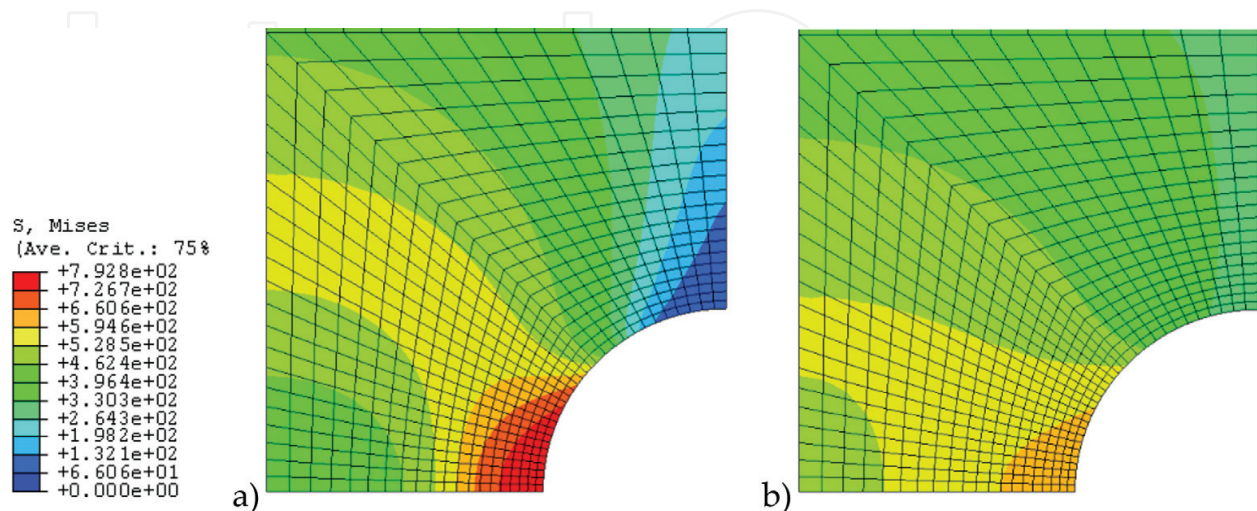 S, Mises
(Ave. Crit.: 75%
+7.928e+02
+7.267e+02
+6.606e+02
+5.946e+02
+5.285e+02
+4.624e+02
+3.964e+02
+3.303e+02
+2.643e+02
+1.982e+02
+1.321e+02
+6.606e+01
+0.000e+00
a)
b)